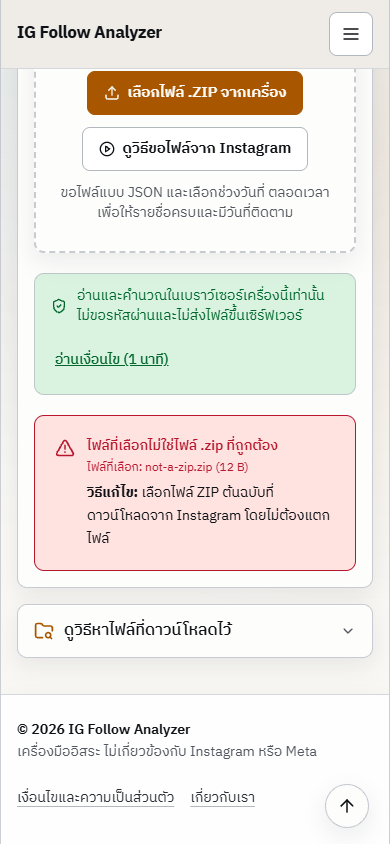 IG Follow Analyzer
เลือกไฟล์ .ZIP จากเครื่อง
ดูวิธีขอไฟล์จาก Instagram
ขอไฟล์แบบ JSON และเลือกช่วงวันที่ ตลอดเวลา
เพื่อให้รายชื่อครบและมีวันที่ติดตาม
อ่านและคำนวณในเบราว์เซอร์เครื่องนี้เท่านั้น
ไม่ขอรหัสผ่านและไม่ส่งไฟล์ขึ้นเซิร์ฟเวอร์
อ่านเงื่อนไข (1 นาที)
ไฟล์ที่เลือกไม่ใช่ไฟล์ .zip ที่ถูกต้อง
ไฟล์ที่เลือก: not-a-zip.zip (12 B)
วิธีแก้ไข: เลือกไฟล์ ZIP ต้นฉบับที่
ดาวน์โหลดจาก Instagram โดยไม่ต้องแตก
ไฟล์
ดูวิธีหาไฟล์ที่ดาวน์โหลดไว้
© 2026 IG Follow Analyzer
เครื่องมืออิสระ ไม่เกี่ยวข้องกับ Instagram หรือ Meta
เงื่อนไขและความเป็นส่วนตัว เกี่ยวกับเรา